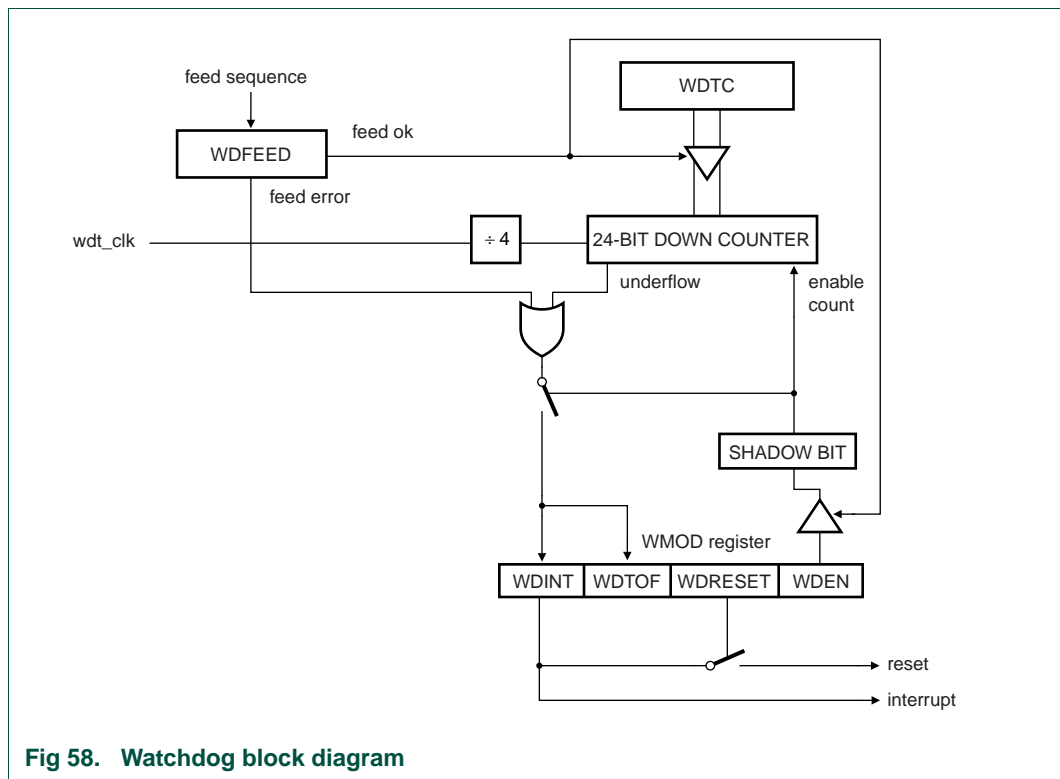 feed sequence
WDTC
feed ok
WDFEED
feed error
wdt_clk
÷ 4
24-BIT DOWN COUNTER
underflow
enable
count
SHADOW BIT
WMOD register
WDINT
WDTOF
WDRESET
WDEN
reset
interrupt
Fig 58. Watchdog block diagram